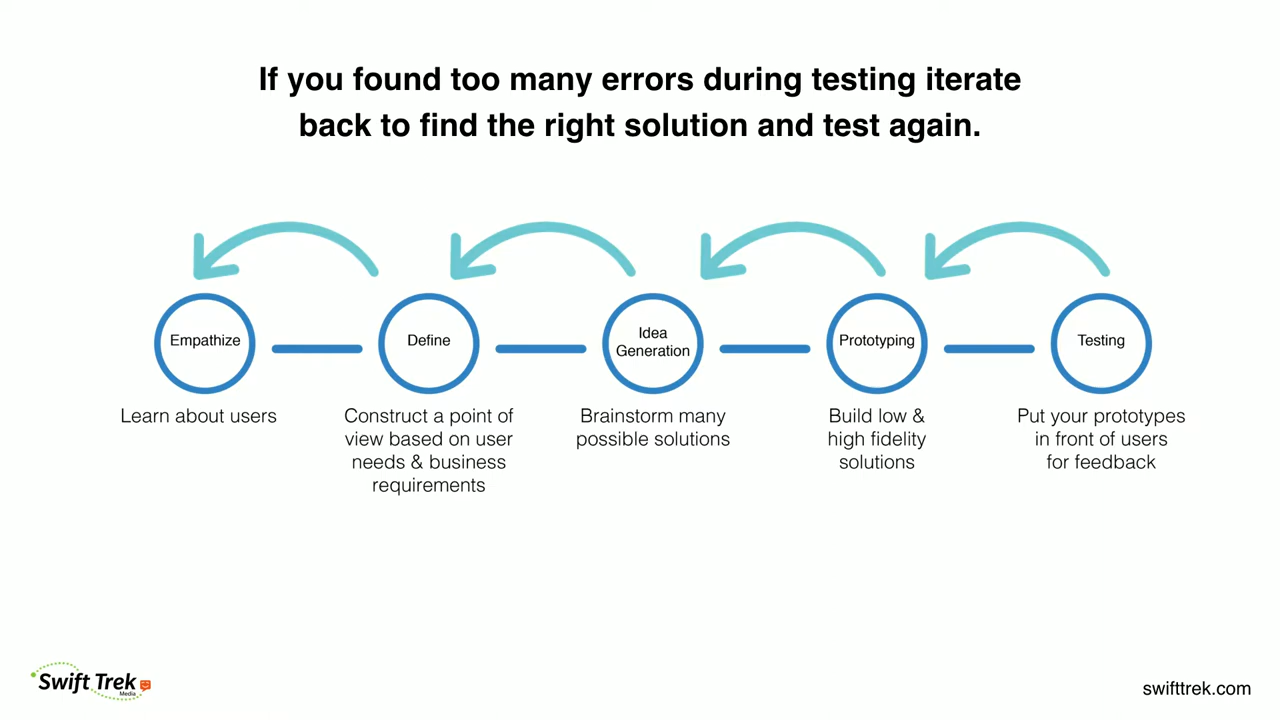 If you found too many errors during testing iterate
back to find the right solution and test again.
Empathize
Define
Idea
Generation
Prototyping
Testing
Learn about users
Construct a point of
view based on user
needs & business
requirements
Brainstorm many
possible solutions
Build low &
high fidelity
solutions
Put your prototypes
in front of users
for feedback
Swift Trek
Media
swifttrek.com